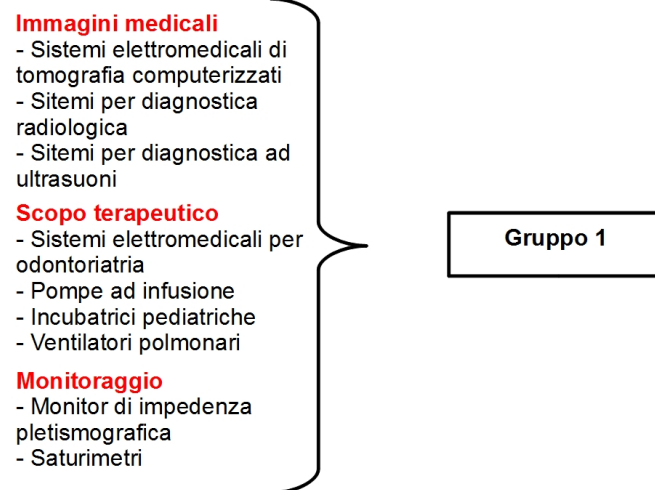 Immagini medicali
- Sistemi elettromedicali di
tomografia computerizzati
- Sitemi per diagnostica
radiologica
- Sitemi per diagnostica ad
ultrasuoni
Scopo terapeutico
- Sistemi elettromedicali per
odontoriatria
- Pompe ad infusione
- Incubatrici pediatriche
- Ventilatori polmonari
Monitoraggio
- Monitor di impedenza
pletismografica
- Saturimetri
Gruppo 1